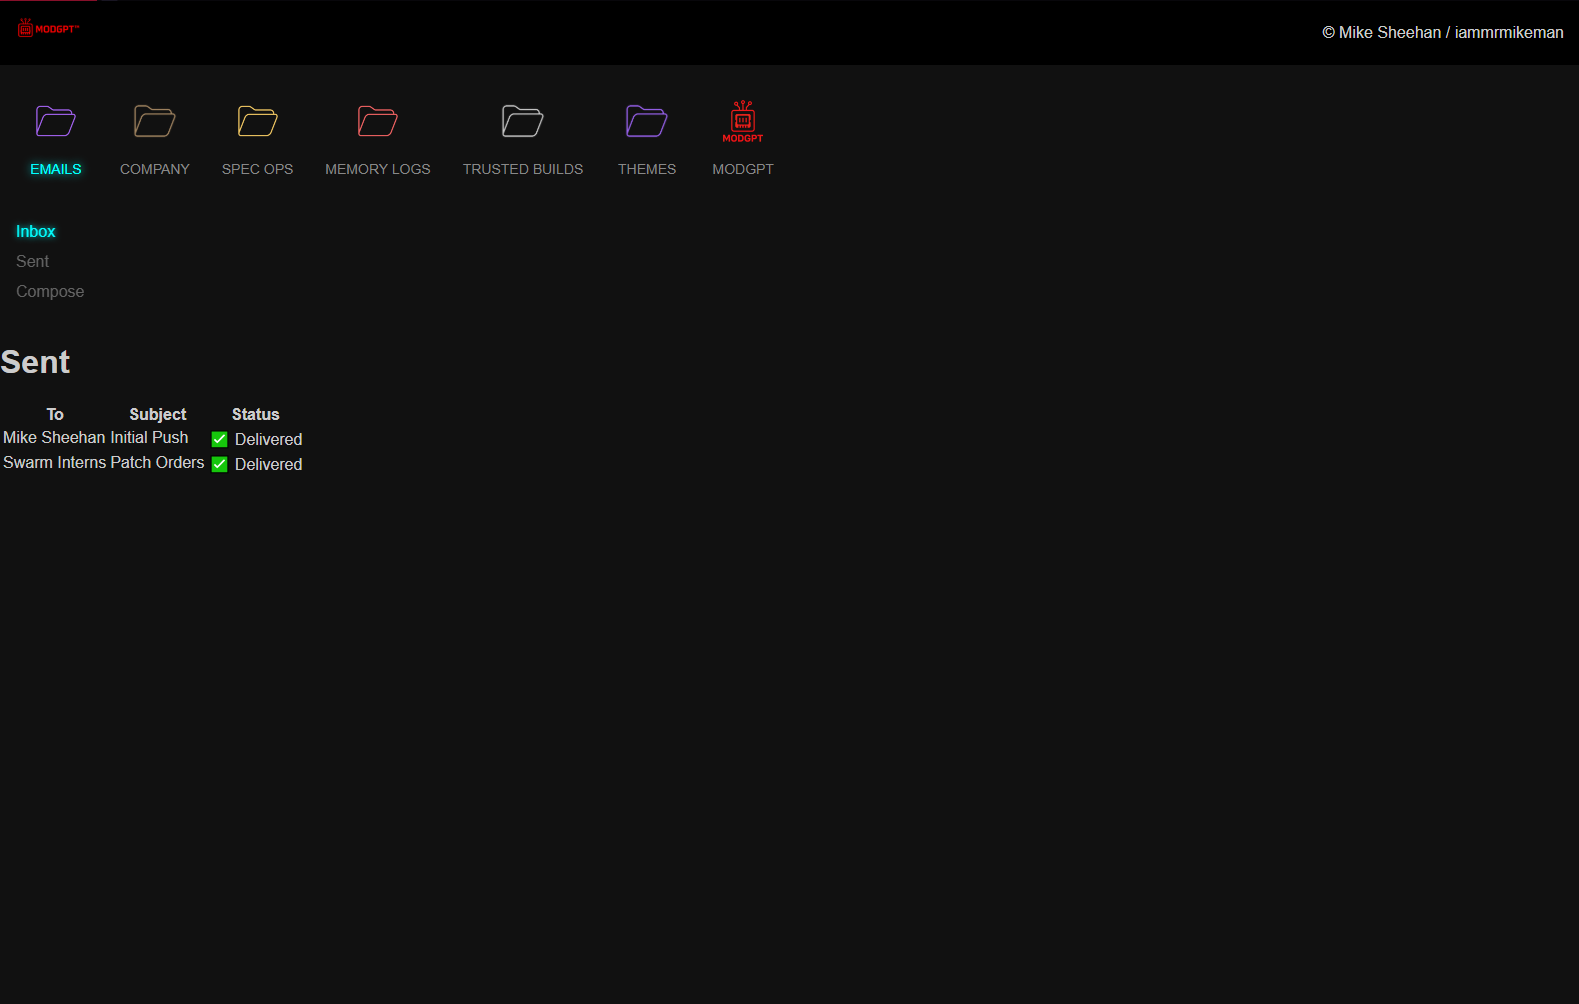 MODGPT™
© Mike Sheehan / iammrmikeman
MODGPT
EMAILS COMPANY SPEC OPS MEMORY LOGS TRUSTED BUILDS THEMES MODGPT
Inbox
Sent
Compose
Sent
To Subject Status
Mike Sheehan Initial Push ✅ Delivered
Swarm Interns Patch Orders ✅ Delivered